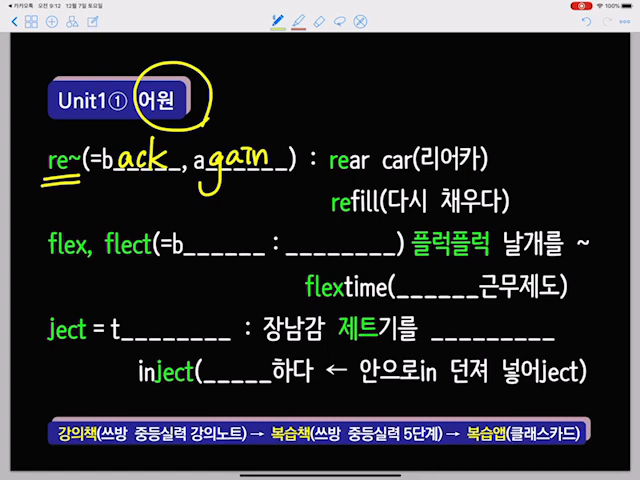 카카오톡 오전 9:12 12월 7일 토요일 100%
Unit1① 어원
re~(=back_____, again_______) : rear car(리어카)
refill(다시 채우다)
flex, flect(=b______ : ________) 플럭플럭 날개를 ~
flextime(______근무제도)
ject = t________ : 장남감 제트기를 _________
inject(_____하다 ← 안으로in 던져 넣어ject)
강의책(쓰방 중등실력 강의노트) → 복습책(쓰방 중등실력 5단계) → 복습앱(클래스카드)